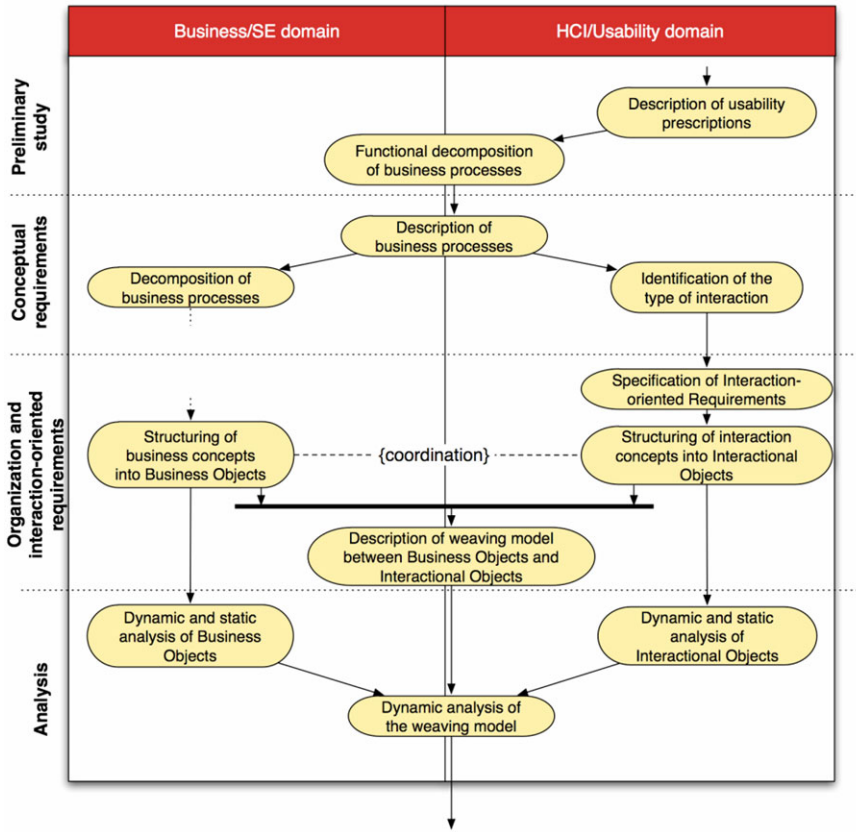 Business/SE domain
HCI/Usability domain
Preliminary
study
Description of usability
prescriptions
Functional decomposition
of business processes
Conceptual
requirements
Description of
business processes
Decomposition of
business processes
Identification of the
type of interaction
Organization and
interaction-oriented
requirements
Specification of Interaction-
oriented Requirements
Structuring of
business concepts
into Business Objects
{coordination}
Structuring of interaction
concepts into Interactional
Objects
Description of weaving model
between Business Objects and
Interactional Objects
Analysis
Dynamic and static
analysis of Business
Objects
Dynamic and static
analysis of
Interactional Objects
Dynamic analysis of
the weaving model